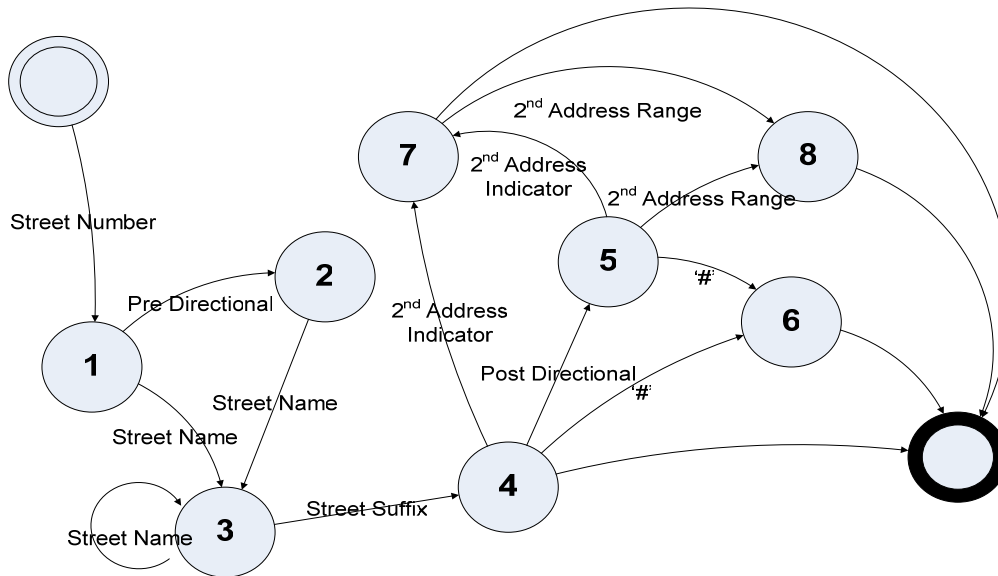 2nd Address Range
7
8
2nd Address
Indicator
2nd Address Range
Street Number
5
2
'#'
Pre Directional
2nd Address
Indicator
6
1
Post Directional
'#'
Street Name
Street Name
4
Street Suffix
3
Street Name